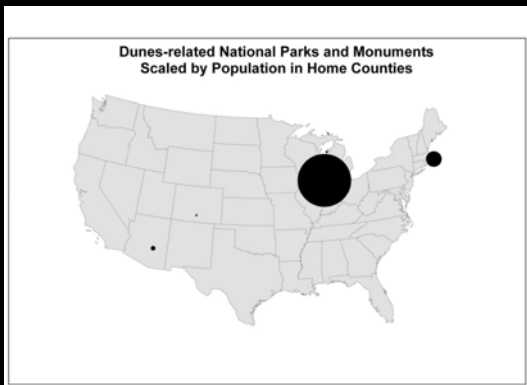 Dunes-related National Parks and Monuments
Scaled by Population in Home Counties